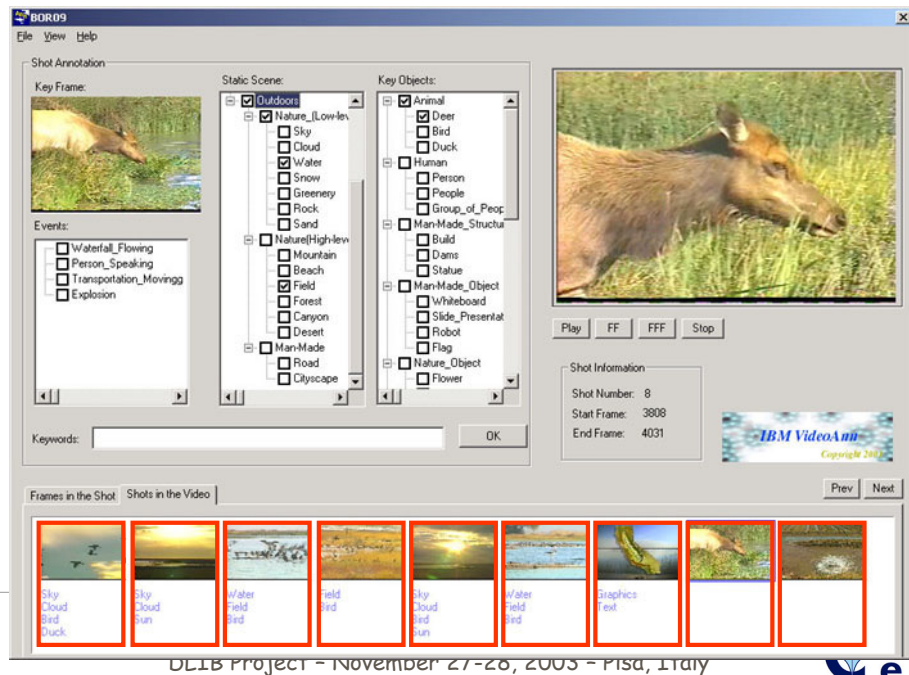 BOR09
File View Help
Shot Annotation
Key Frame:
Static Scene:
Key Objects:
Outdoors
Nature_(Low-lev
Sky
Cloud
Water
Snow
Greenery
Rock
Sand
Nature(High-leve
Mountain
Beach
Field
Forest
Canyon
Desert
Man-Made
Road
Cityscape
Animal
Deer
Bird
Duck
Human
Person
People
Group_of_Peop
Man-Made_Structu
Build
Dams
Statue
Man-Made_Object
Whiteboard
Slide_Presentat
Robot
Flag
Nature_Object
Flower
Events:
Waterfall_Flowing
Person_Speaking
Transportation_Movingg
Explosion
Keywords:
OK
Play FF FFF Stop
Shot Information
Shot Number: 8
Start Frame: 3808
End Frame: 4031
IBM VideoAnn
Copyright
Prev Next
Frames in the Shot Shots in the Video
Sky
Cloud
Bird
Duck
Sky
Cloud
Sun
Water
Field
Bird
Field
Bird
Sky
Cloud
Bird
Sun
Water
Field
Bird
Graphics
Text
DLIB Project – November 27-28, 2003 – Pisa, Italy
e